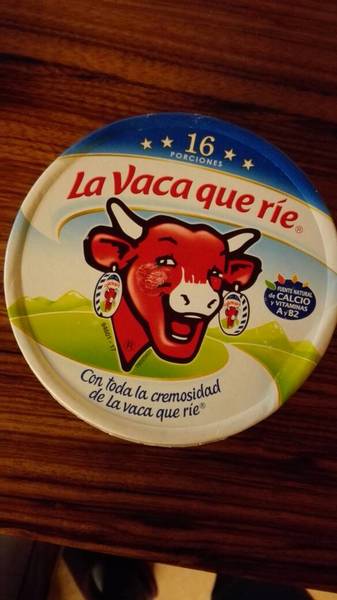 16
PORCIONES
La Vaca que ríe®
FUENTE NATURAL
de CALCIO
y VITAMINAS
A y B2
Con toda la cremosidad
de La vaca que ríe®